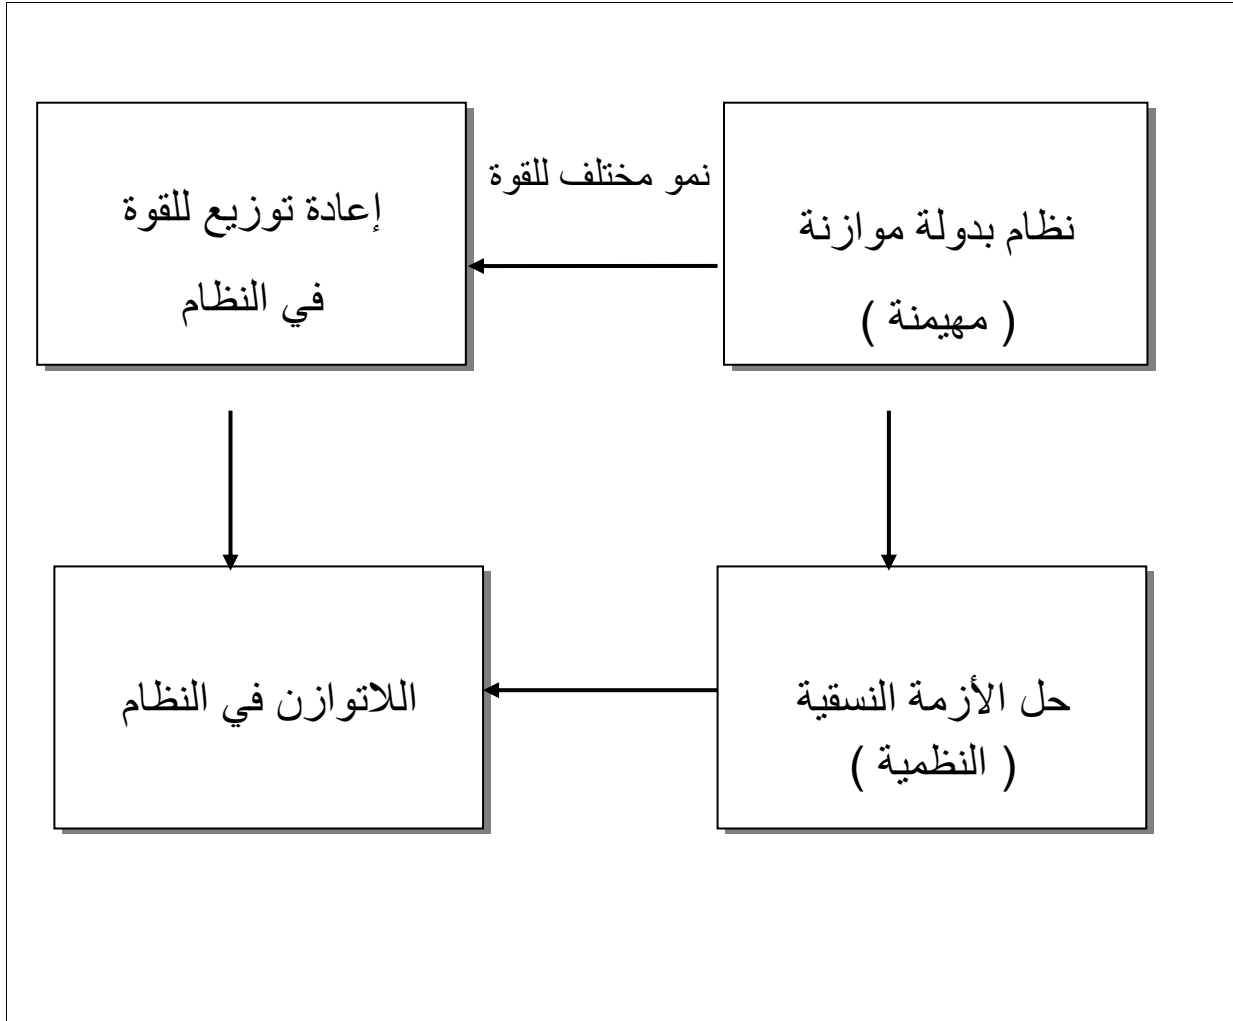 نظام بدولة موازنة
( مهيمنة )
نمو مختلف للقوة
إعادة توزيع للقوة
في النظام
حل الأزمة النسقية
( النظمية )
اللاتوازن في النظام